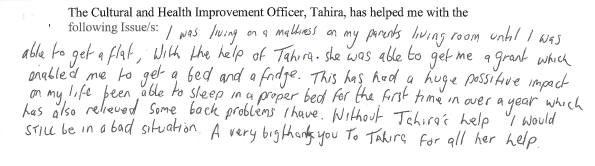 The Cultural and Health Improvement Officer, Tahira, has helped me with the
following Issue/s: I was living on a mattress on my parents living room until I was
able to get a flat, with the help of Tahira. she was able to get me a grant which
enabled me to get a bed and a fridge. This has had a huge possitive impact
on my life been able to sleep in a proper bed for the first time in over a year which
has also relieved some back problems I have. Without Tahira's help I would
still be in a bad situation. A very big thank you To Tahira for all her help.